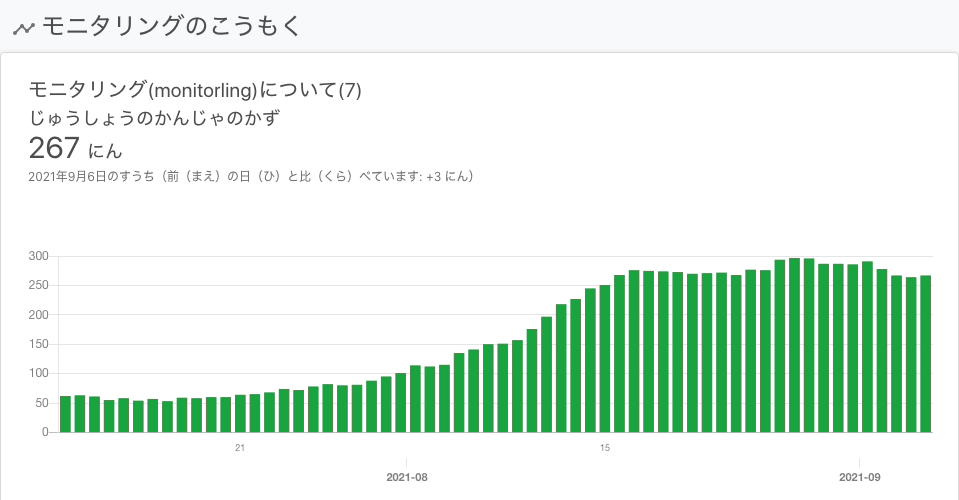 モニタリングのこうもく
モニタリング(monitorling)について(7)
じゅうしょうのかんじゃのかず
267 にん
2021年9月6日のすうち（前（まえ）の日（ひ）と比（くら）べています: +3 にん）
300
250
200
150
100
50
0
21
15
2021-08
2021-09